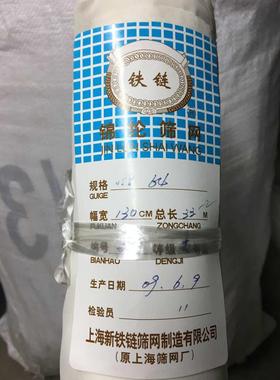 铁链
锦纶筛网
JIN LUN SHAI WANG
规格
GUIGE
幅宽 130 CM 总长 33 M
FUKUAN ZONGCHANG
编号 等级
BIANHAO DENGJI
生产日期 09.6.9
检验员 11
上海新铁链筛网制造有限公司
(原上海筛网厂)